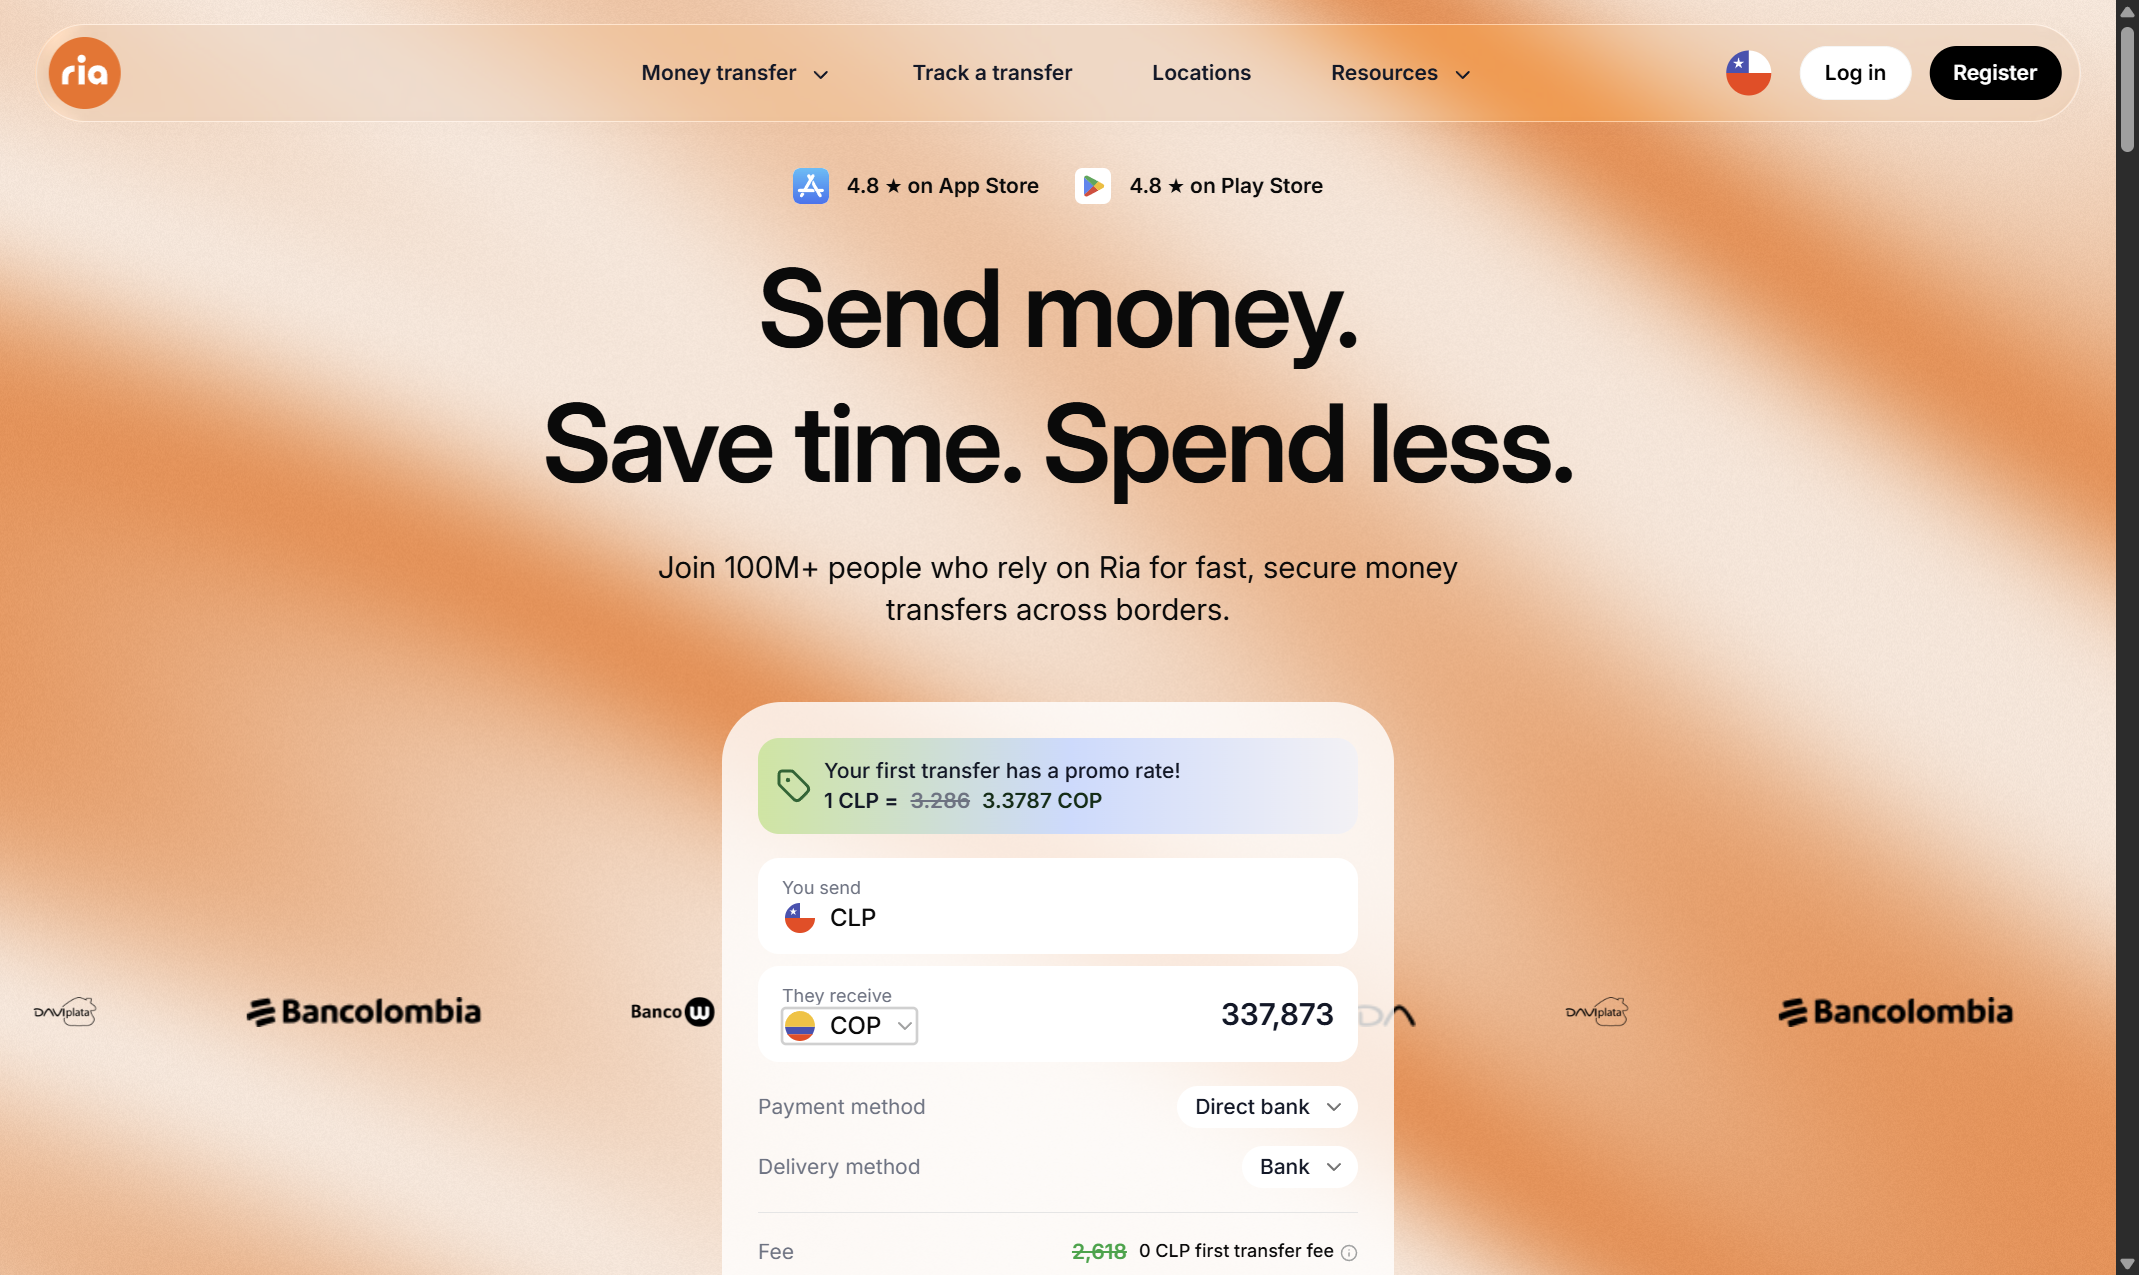 ria
Money transfer
Track a transfer
Locations
Resources
Log in
Register
4.8 ★ on App Store
4.8 ★ on Play Store
Send money.
Save time. Spend less.
Join 100M+ people who rely on Ria for fast, secure money
transfers across borders.
Your first transfer has a promo rate!
1 CLP = 3.286 3.3787 COP
You send
CLP
They receive
COP
337,873
DAVIplata
Bancolombia
Banco W
DA
DAVIplata
Bancolombia
Payment method
Direct bank
Delivery method
Bank
Fee
2,618 0 CLP first transfer fee